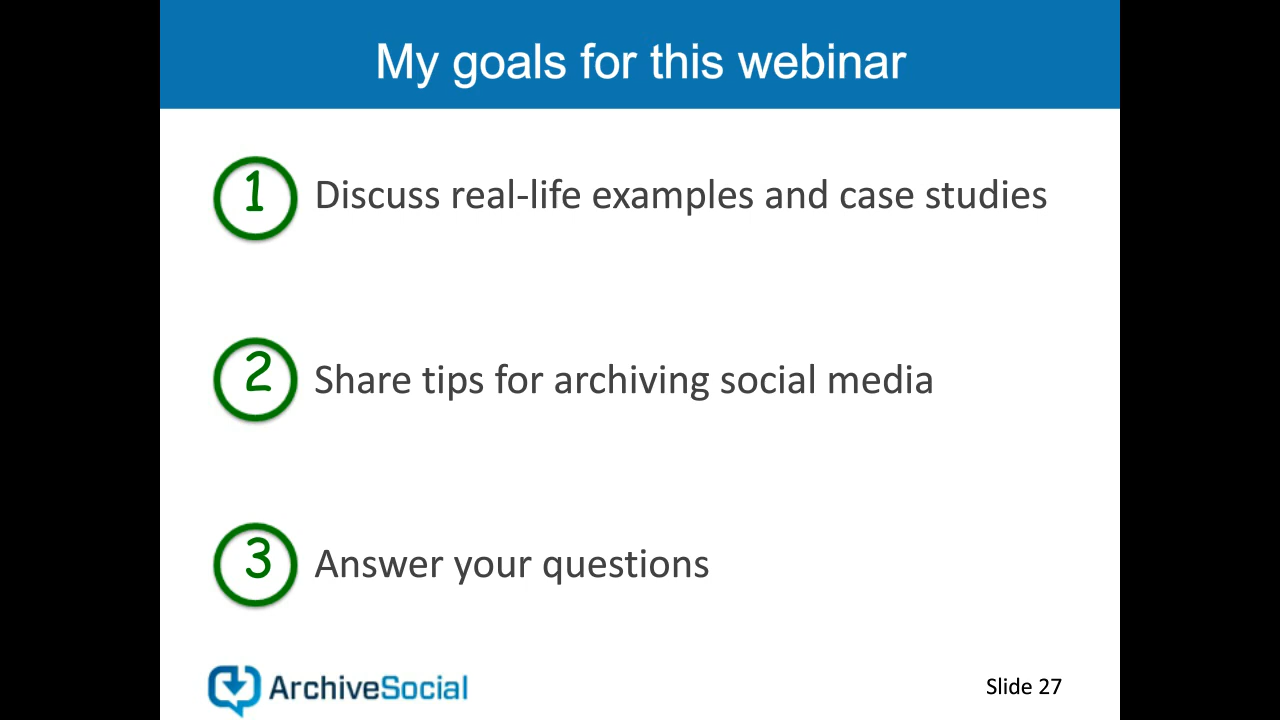 My goals for this webinar
1 Discuss real-life examples and case studies
2 Share tips for archiving social media
3 Answer your questions
ArchiveSocial
Slide 27